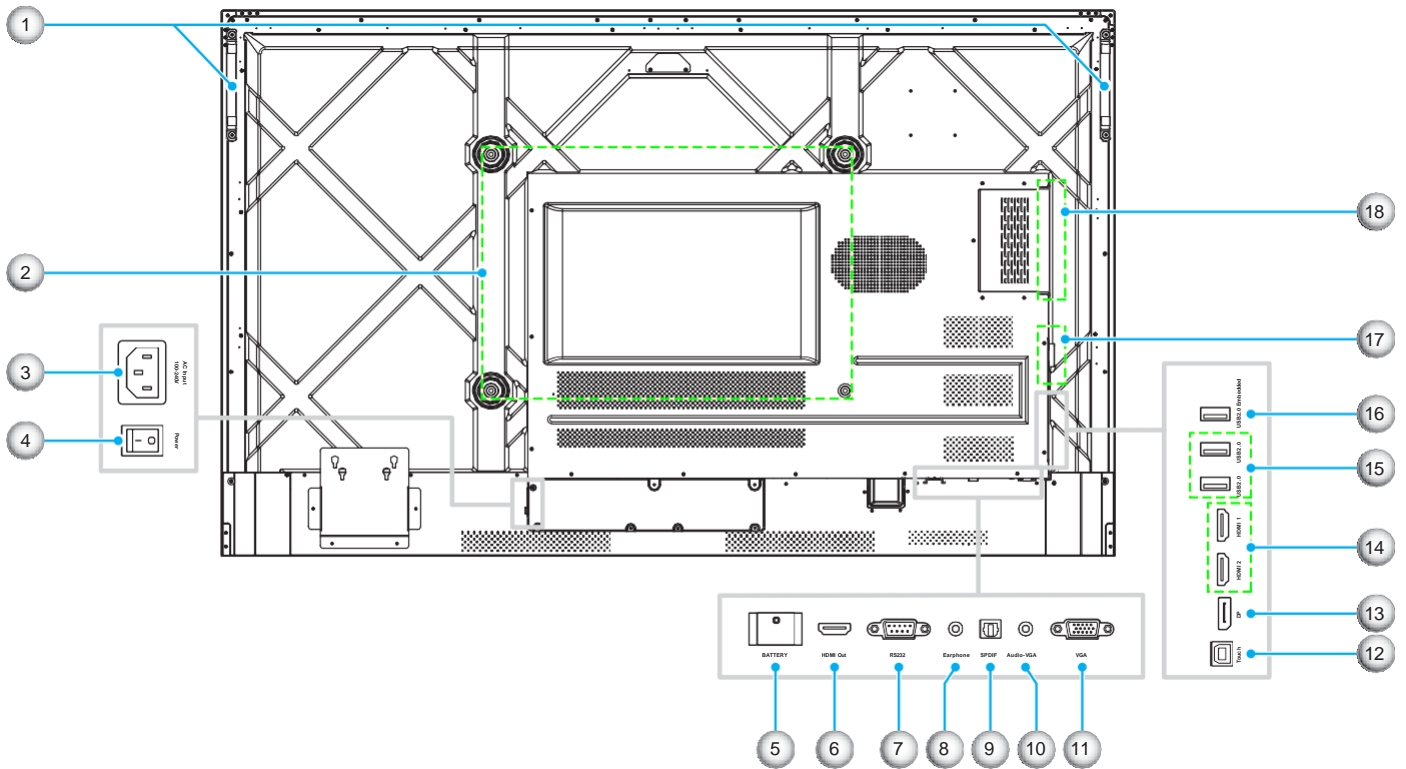 1
2
3
4
AC Input
100-240V
Power
BATTERY
HDMI Out
RS232
Earphone
SPDIF
Audio-VGA
VGA
5
6
7
8
9
10
11
USB2.0 Embedded
USB2.0
USB2.0
HDMI 1
HDMI 2
DP
Touch
18
17
16
15
14
13
12